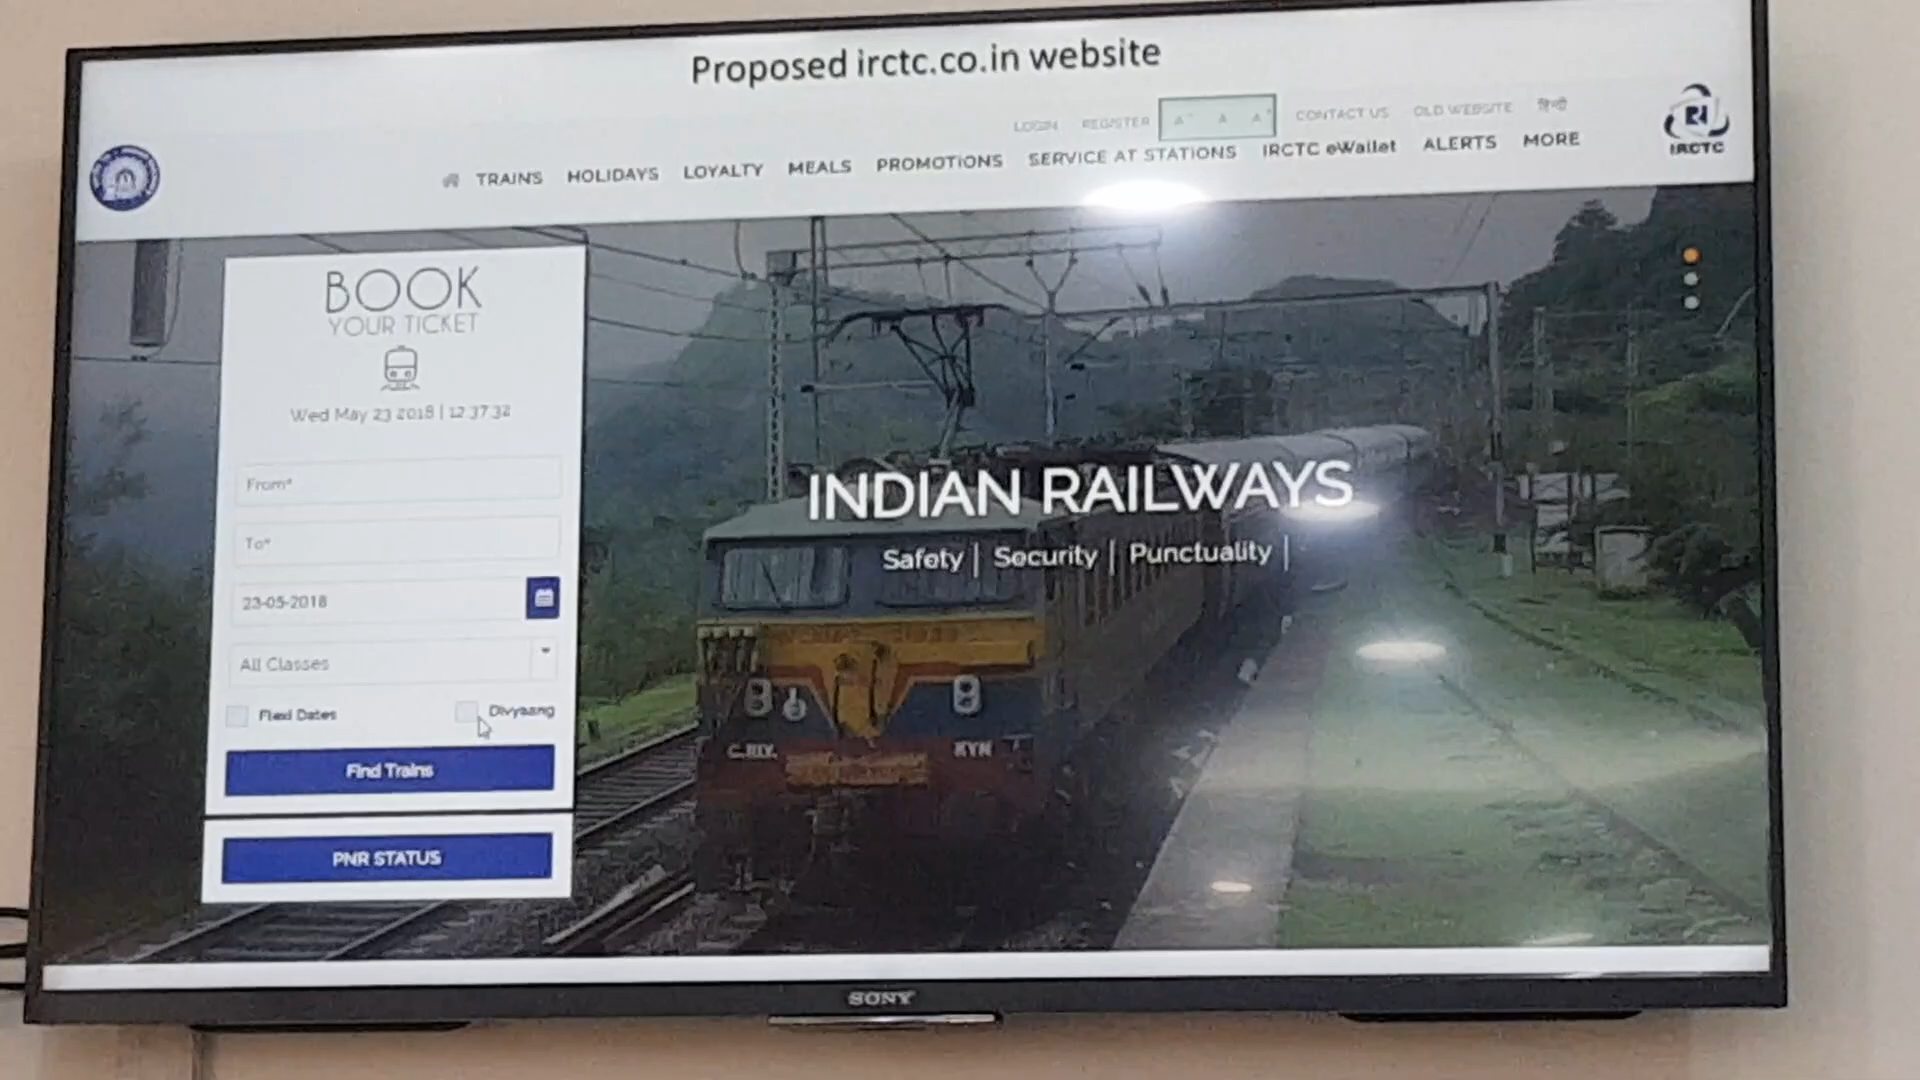 Proposed irctc.co.in website
LOGIN REGISTER A- A A+ CONTACT US OLD WEBSITE हिन्दी
TRAINS HOLIDAYS LOYALTY MEALS PROMOTIONS SERVICE AT STATIONS IRCTC eWallet ALERTS MORE
IRCTC
BOOK
YOUR TICKET
Wed May 23 2018 | 12:37:32
From*
To*
23-05-2018
All Classes
Flexi Dates Divyaang
Find Trains
PNR STATUS
INDIAN RAILWAYS
Safety | Security | Punctuality |
C.RLY. KYN
SONY